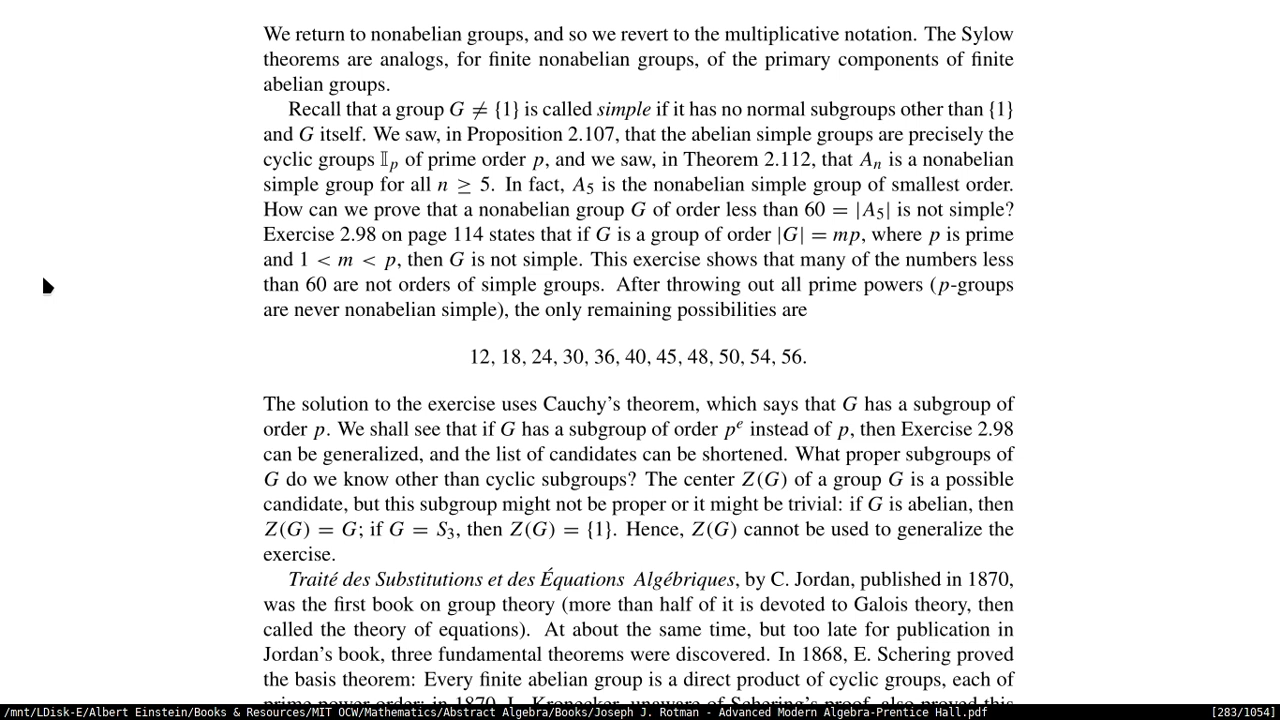 We return to nonabelian groups, and so we revert to the multiplicative notation. The Sylow
theorems are analogs, for finite nonabelian groups, of the primary components of finite
abelian groups.
Recall that a group G ≠ {1} is called simple if it has no normal subgroups other than {1}
and G itself. We saw, in Proposition 2.107, that the abelian simple groups are precisely the
cyclic groups 𝕀ₚ of prime order p, and we saw, in Theorem 2.112, that Aₙ is a nonabelian
simple group for all n ≥ 5. In fact, A₅ is the nonabelian simple group of smallest order.
How can we prove that a nonabelian group G of order less than 60 = |A₅| is not simple?
Exercise 2.98 on page 114 states that if G is a group of order |G| = mp, where p is prime
and 1 < m < p, then G is not simple. This exercise shows that many of the numbers less
than 60 are not orders of simple groups. After throwing out all prime powers (p-groups
are never nonabelian simple), the only remaining possibilities are
12, 18, 24, 30, 36, 40, 45, 48, 50, 54, 56.
The solution to the exercise uses Cauchy’s theorem, which says that G has a subgroup of
order p. We shall see that if G has a subgroup of order pᵉ instead of p, then Exercise 2.98
can be generalized, and the list of candidates can be shortened. What proper subgroups of
G do we know other than cyclic subgroups? The center Z(G) of a group G is a possible
candidate, but this subgroup might not be proper or it might be trivial: if G is abelian, then
Z(G) = G; if G = S₃, then Z(G) = {1}. Hence, Z(G) cannot be used to generalize the
exercise.
Traité des Substitutions et des Équations Algébriques, by C. Jordan, published in 1870,
was the first book on group theory (more than half of it is devoted to Galois theory, then
called the theory of equations). At about the same time, but too late for publication in
Jordan’s book, three fundamental theorems were discovered. In 1868, E. Schering proved
the basis theorem: Every finite abelian group is a direct product of cyclic groups, each of
prime power order; in 1870, L. Kronecker, unaware of Schering’s proof, also proved this
/mnt/LDisk-E/Albert Einstein/Books & Resources/MIT OCW/Mathematics/Abstract Algebra/Books/Joseph J. Rotman - Advanced Modern Algebra-Prentice Hall.pdf [283/1054]